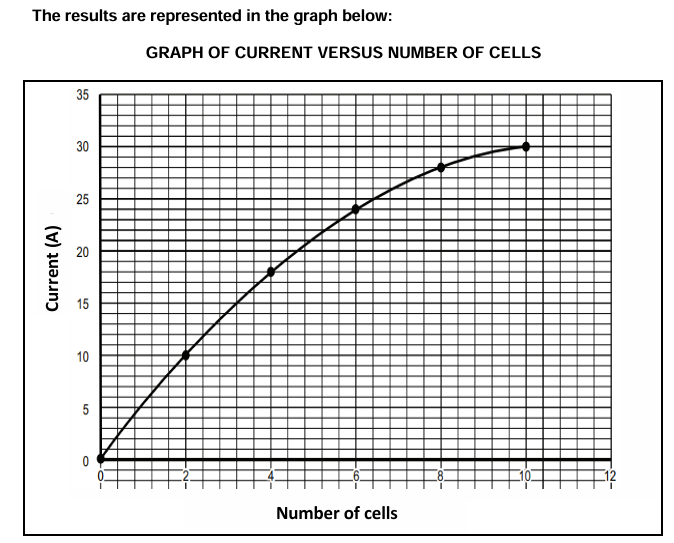 The results are represented in the graph below:
GRAPH OF CURRENT VERSUS NUMBER OF CELLS
35
30
25
20
15
10
5
0
Current (A)
0 2 4 6 8 10 12
Number of cells